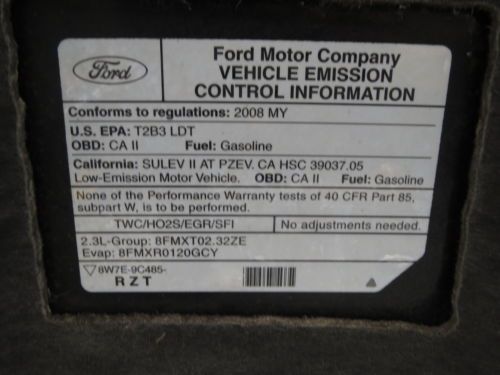 Ford
Ford Motor Company
VEHICLE EMISSION
CONTROL INFORMATION
Conforms to regulations: 2008 MY
U.S. EPA: T2B3 LDT
OBD: CA II Fuel: Gasoline
California: SULEV II AT PZEV. CA HSC 39037.05
Low-Emission Motor Vehicle. OBD: CA II Fuel: Gasoline
None of the Performance Warranty tests of 40 CFR Part 85,
subpart W, is to be performed.
TWC/HO2S/EGR/SFI No adjustments needed.
2.3L-Group: 8FMXT02.32ZE
Evap: 8FMXR0120GCY
8W7E-9C485-
R Z T